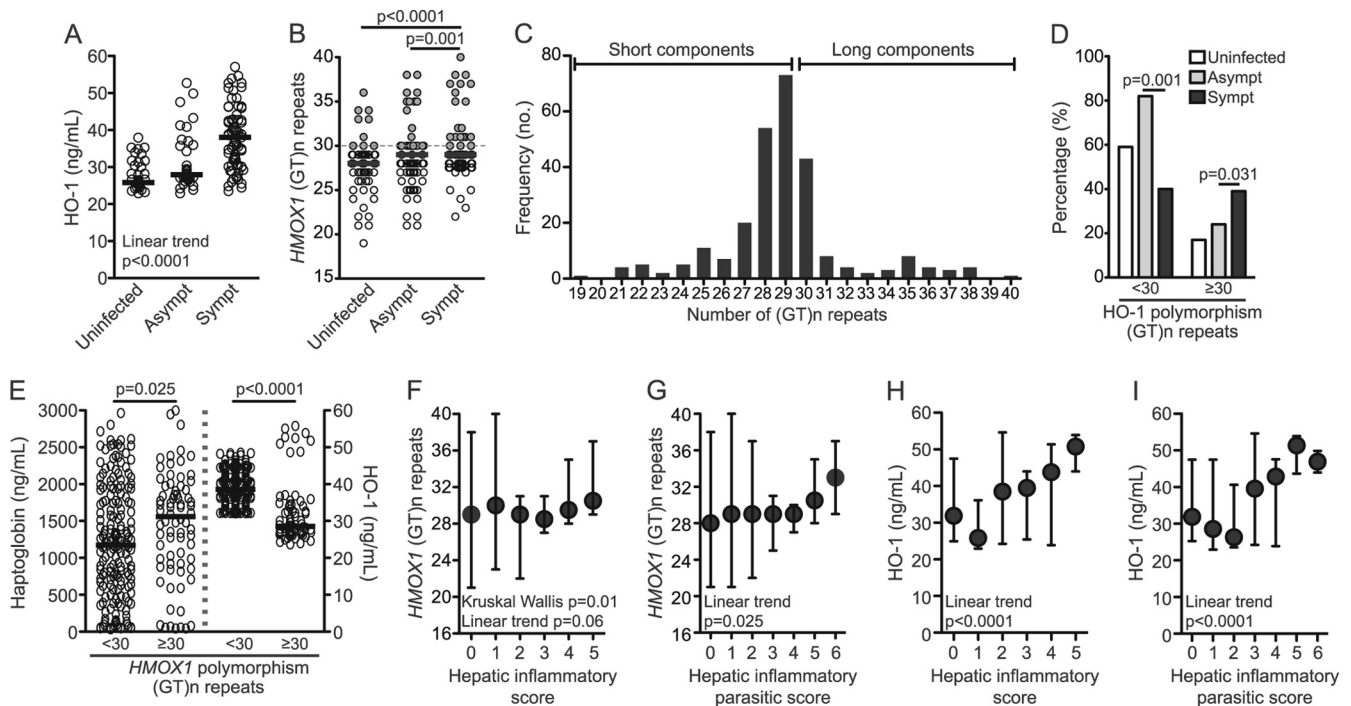 A
HO-1 (ng/mL)
60
50
40
30
20
10
0
Linear trend
p<0.0001
Uninfected
Asympt
Sympt
B
p<0.0001
p=0.001
HMOX1 (GT)n repeats
40
35
30
25
20
15
Uninfected
Asympt
Sympt
C
Short components
Long components
Frequency (no.)
80
60
40
20
0
19 20 21 22 23 24 25 26 27 28 29 30 31 32 33 34 35 36 37 38 39 40
Number of (GT)n repeats
D
Uninfected
Asympt
Sympt
p=0.001
p=0.031
Percentage (%)
100
80
60
40
20
0
<30 ≥30
HO-1 polymorphism
(GT)n repeats
E
p=0.025
p<0.0001
Haptoglobin (ng/mL)
3000
2500
2000
1500
1000
500
0
60
50
40
30
20
10
0
HO-1 (ng/mL)
<30 ≥30 <30 ≥30
HMOX1 polymorphism
(GT)n repeats
F
HMOX1 (GT)n repeats
40
36
32
28
24
20
16
Kruskal Wallis p=0.01
Linear trend p=0.06
0 1 2 3 4 5
Hepatic inflammatory
score
G
HMOX1 (GT)n repeats
40
36
32
28
24
20
16
Linear trend
p=0.025
0 1 2 3 4 5 6
Hepatic inflammatory
parasitic score
H
HO-1 (ng/mL)
60
50
40
30
20
10
0
Linear trend
p<0.0001
0 1 2 3 4 5
Hepatic inflammatory
score
I
HO-1 (ng/mL)
60
50
40
30
20
10
0
Linear trend
p<0.0001
0 1 2 3 4 5 6
Hepatic inflammatory
parasitic score